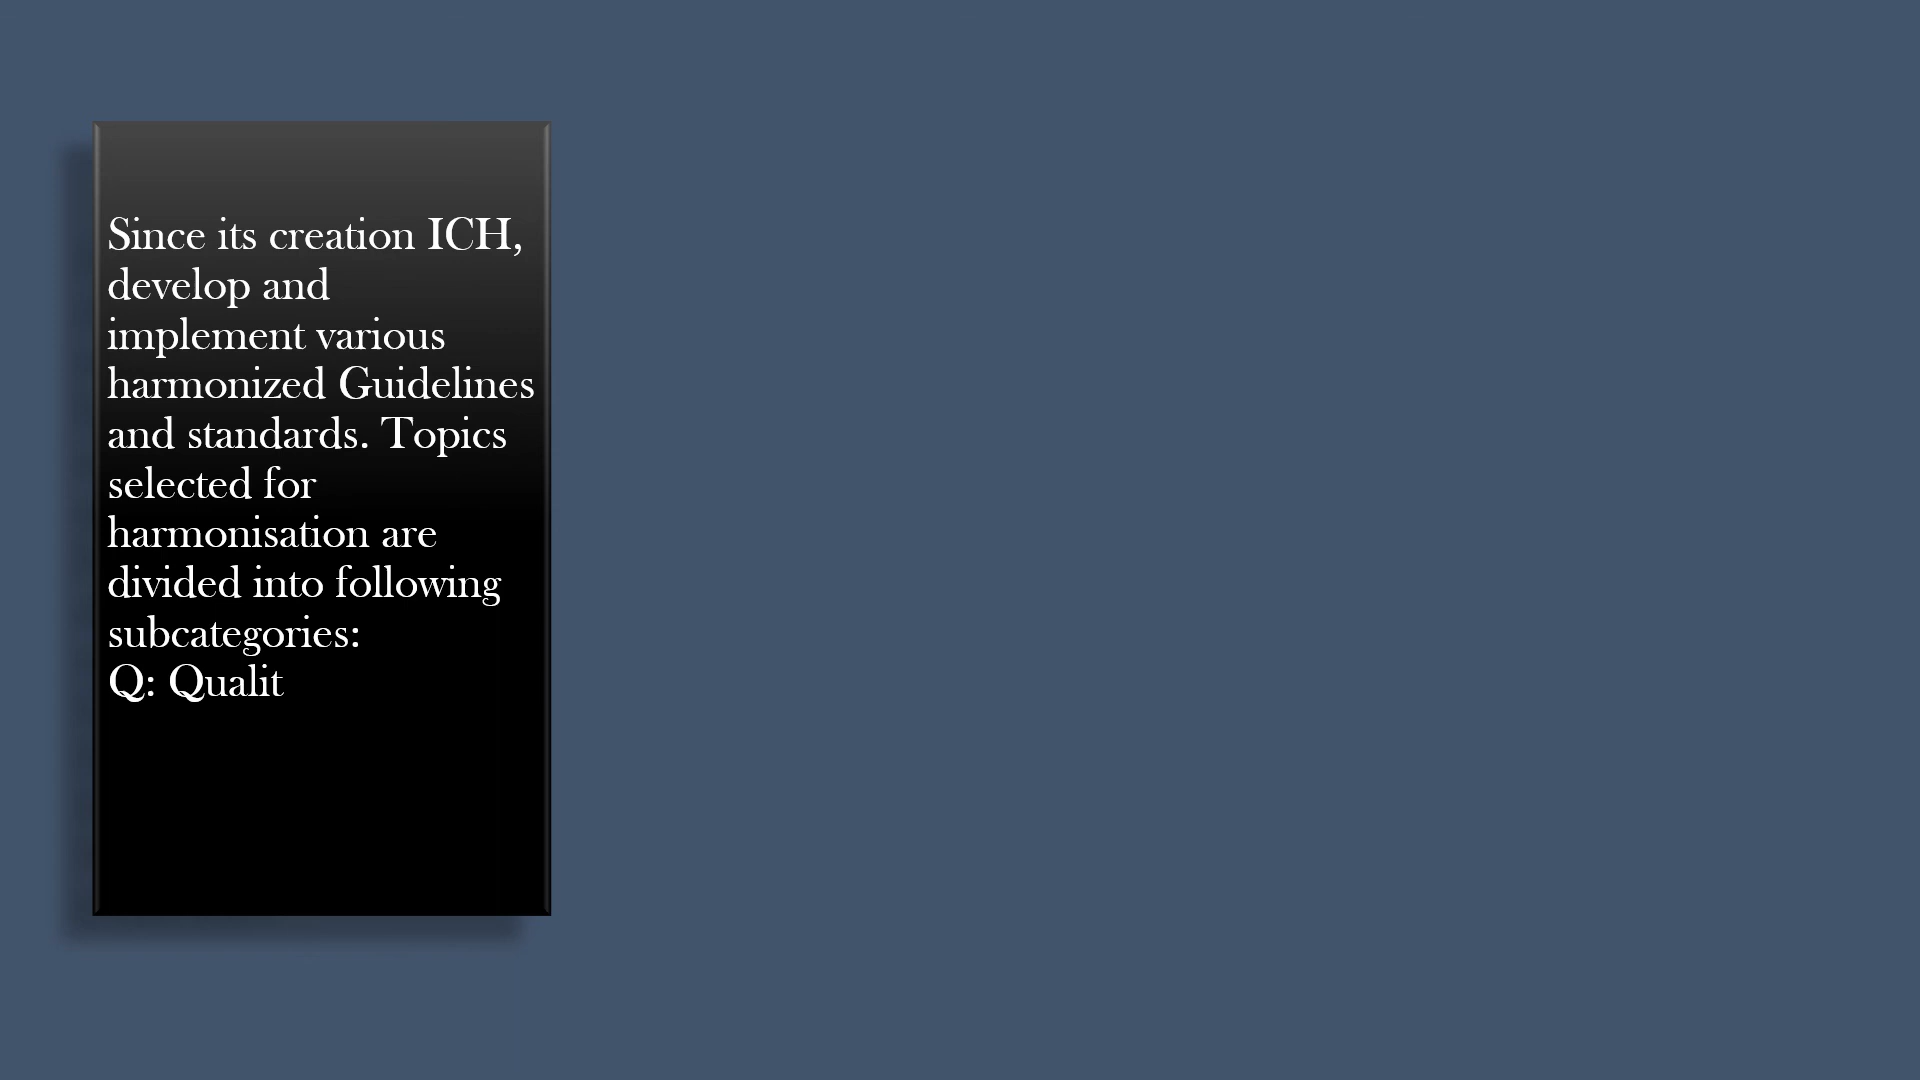 Since its creation ICH,
develop and
implement various
harmonized Guidelines
and standards. Topics
selected for
harmonisation are
divided into following
subcategories:
Q: Qualit